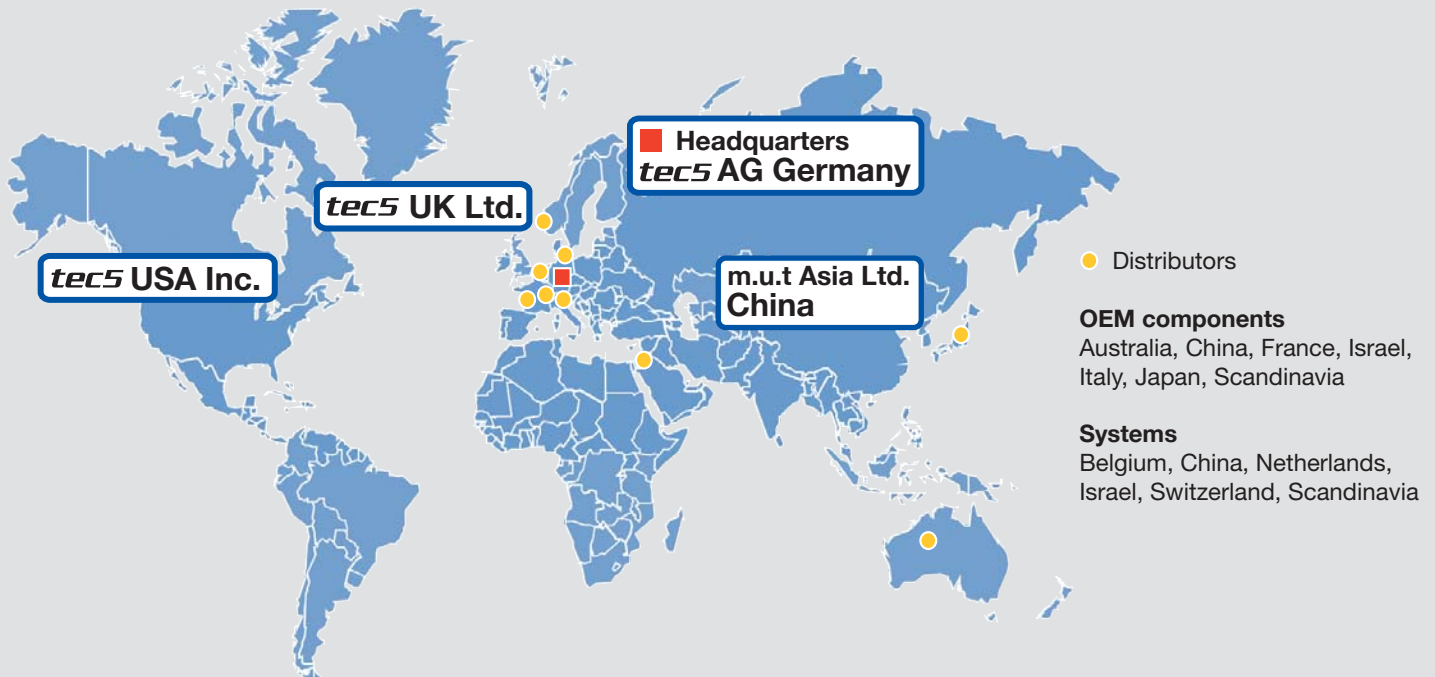 Headquarters
tec5 AG Germany
tec5 UK Ltd.
tec5 USA Inc.
m.u.t Asia Ltd.
China
Distributors
OEM components
Australia, China, France, Israel,
Italy, Japan, Scandinavia
Systems
Belgium, China, Netherlands,
Israel, Switzerland, Scandinavia